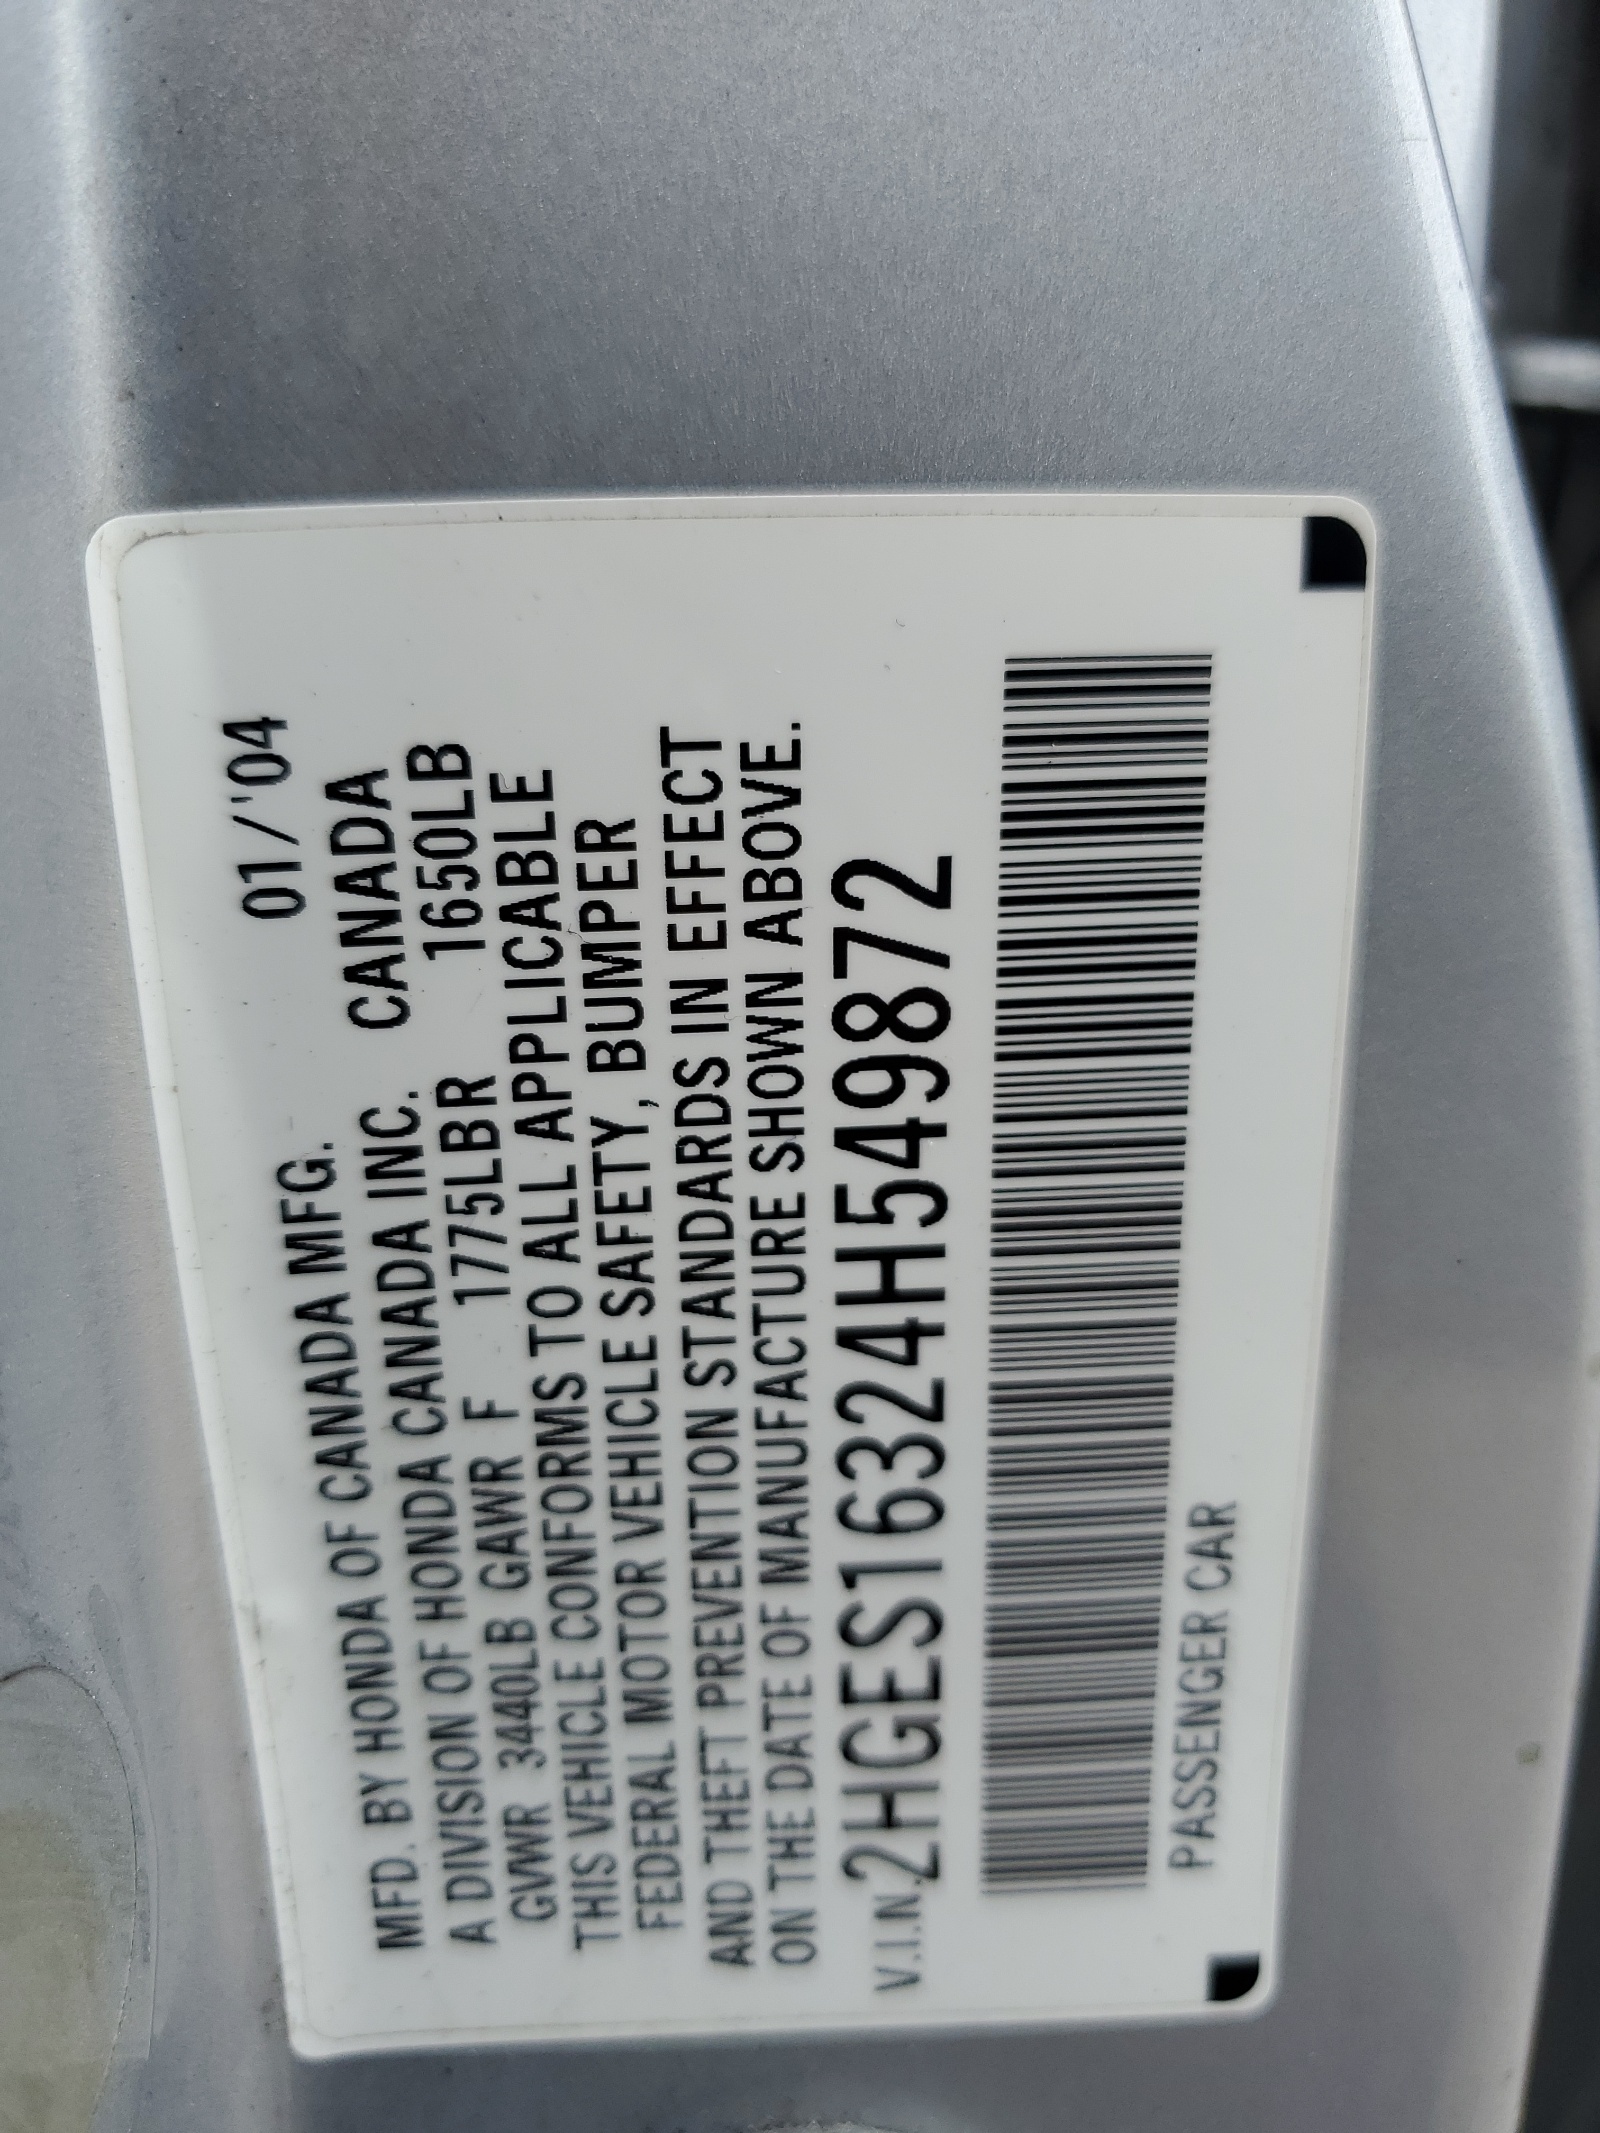 01/'04
MFD. BY HONDA OF CANADA MFG.
A DIVISION OF HONDA CANADA INC. CANADA
GVWR 3440LB GAWR F 1775LBR 1650LB
THIS VEHICLE CONFORMS TO ALL APPLICABLE
FEDERAL MOTOR VEHICLE SAFETY, BUMPER
AND THEFT PREVENTION STANDARDS IN EFFECT
ON THE DATE OF MANUFACTURE SHOWN ABOVE.
V.I.N. 2HGES16324H549872
PASSENGER CAR